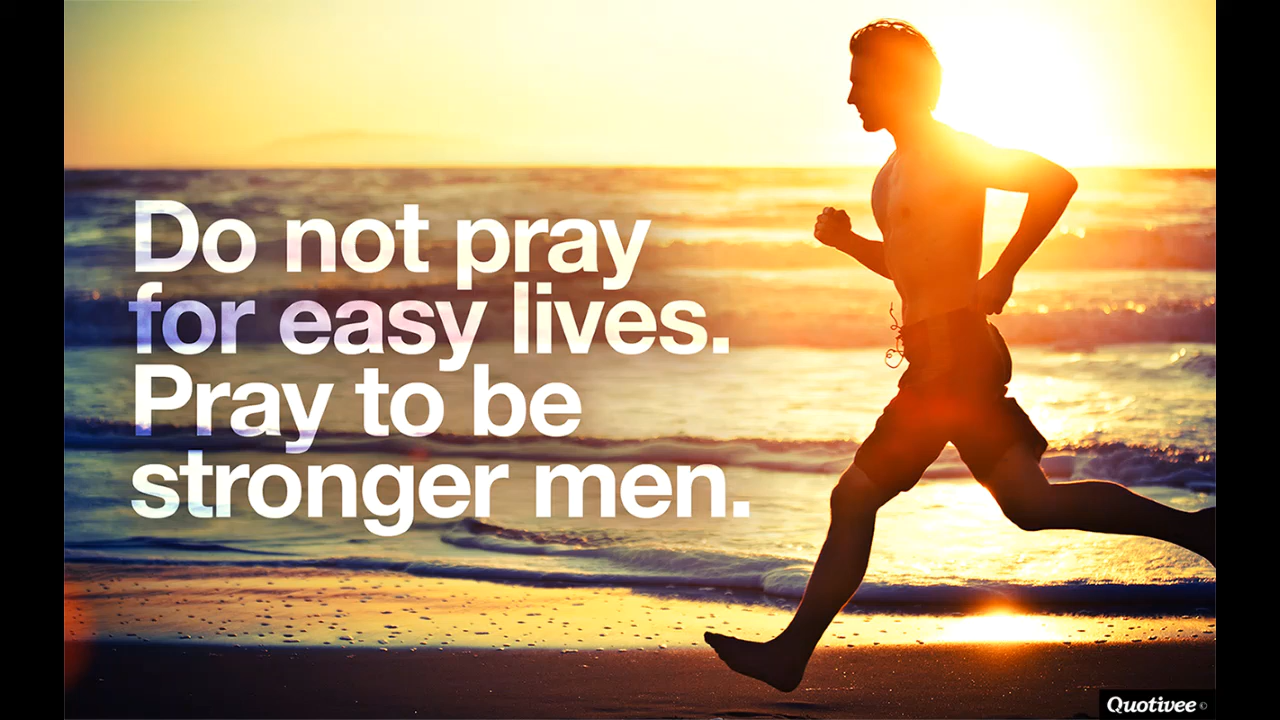 Do not pray
for easy lives.
Pray to be
stronger men.
Quotivee ©